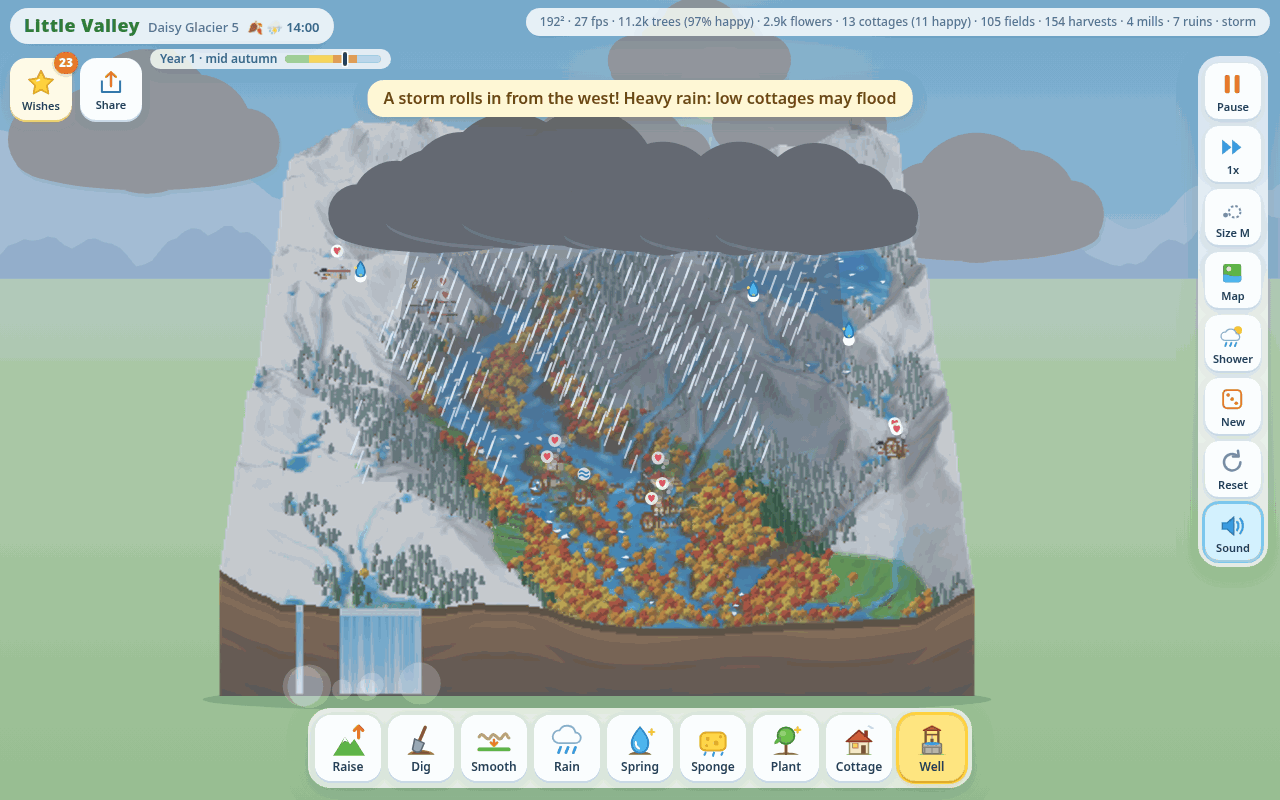 Little Valley Daisy Glacier 5 14:00
192² · 27 fps · 11.2k trees (97% happy) · 2.9k flowers · 13 cottages (11 happy) · 105 fields · 154 harvests · 4 mills · 7 ruins · storm
Year 1 · mid autumn
23
Wishes
Share
A storm rolls in from the west! Heavy rain: low cottages may flood
Pause
1x
Size M
Map
Shower
New
Reset
Sound
Raise
Dig
Smooth
Rain
Spring
Sponge
Plant
Cottage
Well